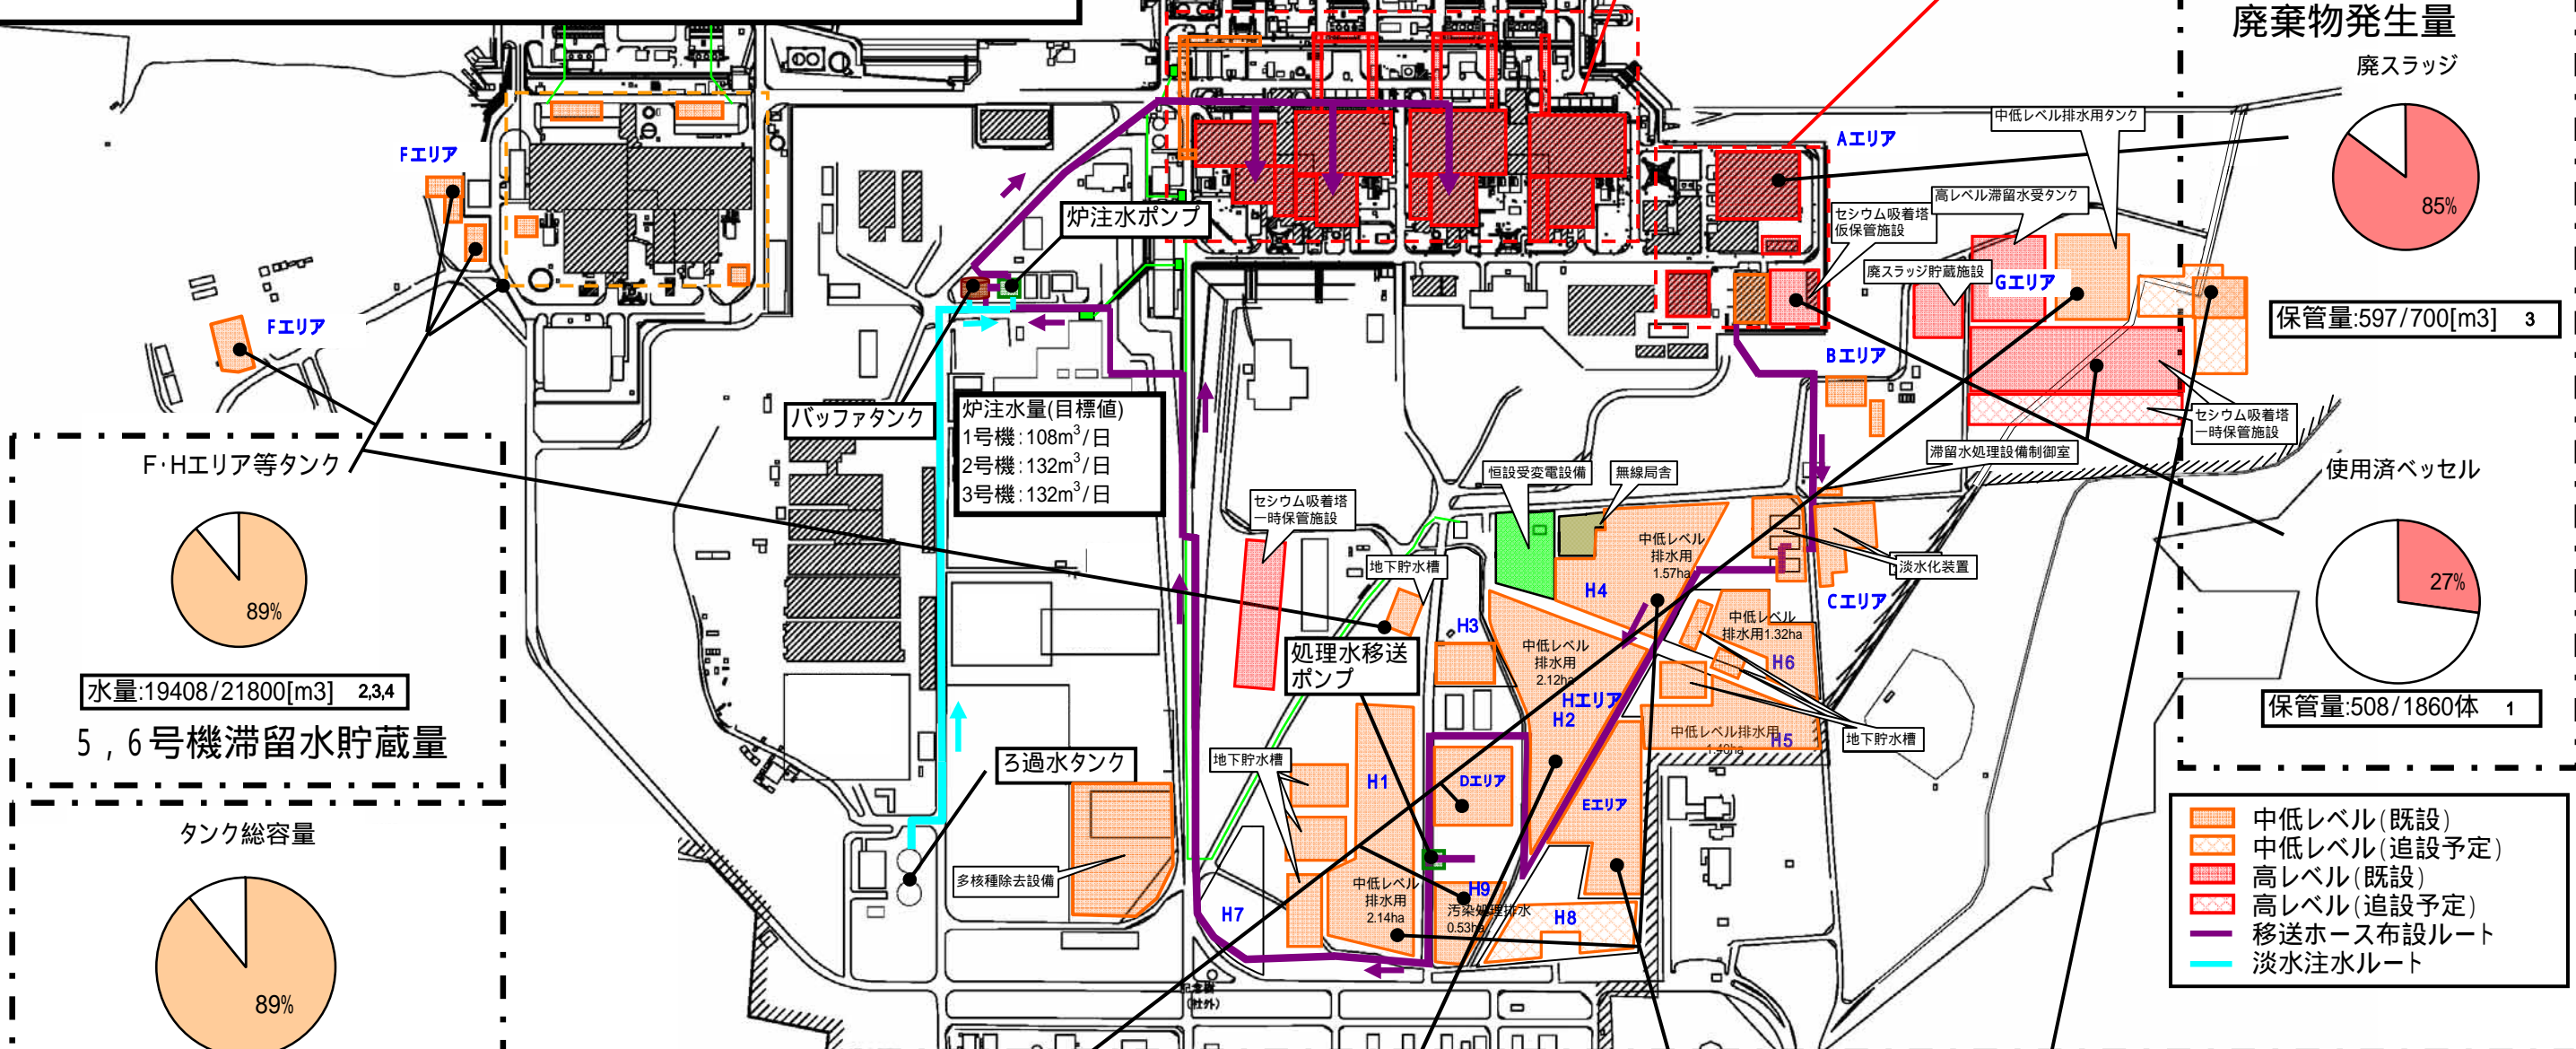 廃棄物発生量
廃スラッジ
85%
保管量:597/700[m3] 3
使用済ベッセル
27%
保管量:508/1860体 1
中低レベル排水用タンク
Aエリア
高レベル滞留水受タンク
セシウム吸着塔
仮保管施設
廃スラッジ貯蔵施設
Gエリア
Bエリア
セシウム吸着塔
一時保管施設
滞留水処理設備制御室
Fエリア
Fエリア
炉注水ポンプ
バッファタンク
炉注水量(目標値)
1号機:108m³/日
2号機:132m³/日
3号機:132m³/日
F・Hエリア等タンク
89%
水量:19408/21800[m3] 2,3,4
5,6号機滞留水貯蔵量
タンク総容量
89%
セシウム吸着塔
一時保管施設
恒設受変電設備
無線局舎
地下貯水槽
中低レベル
排水用
1.57ha
H4
淡水化装置
Cエリア
H3
中低レベル
排水用
2.12ha
中低レベル
排水用1.32ha
H6
処理水移送
ポンプ
Hエリア
H2
中低レベル排水用
1.48ha
H5
地下貯水槽
ろ過水タンク
地下貯水槽
H1
Dエリア
Eエリア
多核種除去設備
中低レベル
排水用
2.14ha
H7
H9
汚染処理排水
0.53ha
H8
記念樹
(社外)
中低レベル(既設)
中低レベル(追設予定)
高レベル(既設)
高レベル(追設予定)
移送ホース布設ルート
淡水注水ルート